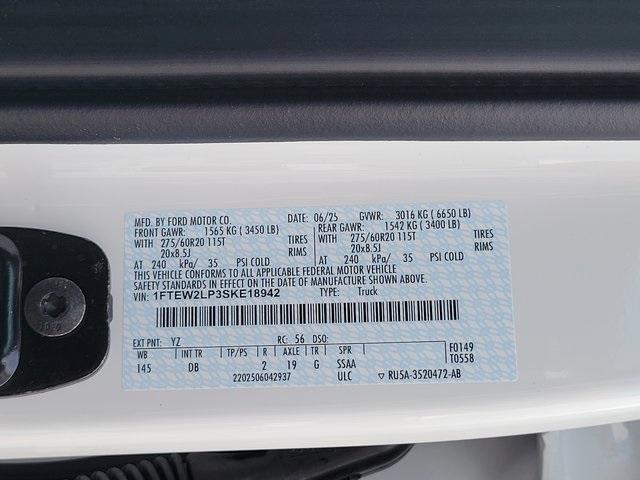 MFD. BY FORD MOTOR CO. DATE: 06/25 GVWR: 3016 KG ( 6650 LB)
FRONT GAWR: 1565 KG ( 3450 LB) REAR GAWR: 1542 KG ( 3400 LB)
WITH 275/60R20 115T TIRES WITH 275/60R20 115T TIRES
20x8.5J RIMS 20x8.5J RIMS
AT 240 kPa/ 35 PSI COLD AT 240 kPa/ 35 PSI COLD
THIS VEHICLE CONFORMS TO ALL APPLICABLE FEDERAL MOTOR VEHICLE
SAFETY STANDARDS IN EFFECT ON THE DATE OF MANUFACTURE SHOWN ABOVE.
VIN: 1FTEW2LP3SKE18942 TYPE: Truck
EXT PNT: YZ RC: 56 DSO:
WB INT TR TP/PS R AXLE TR SPR F0149
145 DB 2 19 G SSAA T0558
2202506042937 ULC ▽ RU5A-3520472-AB